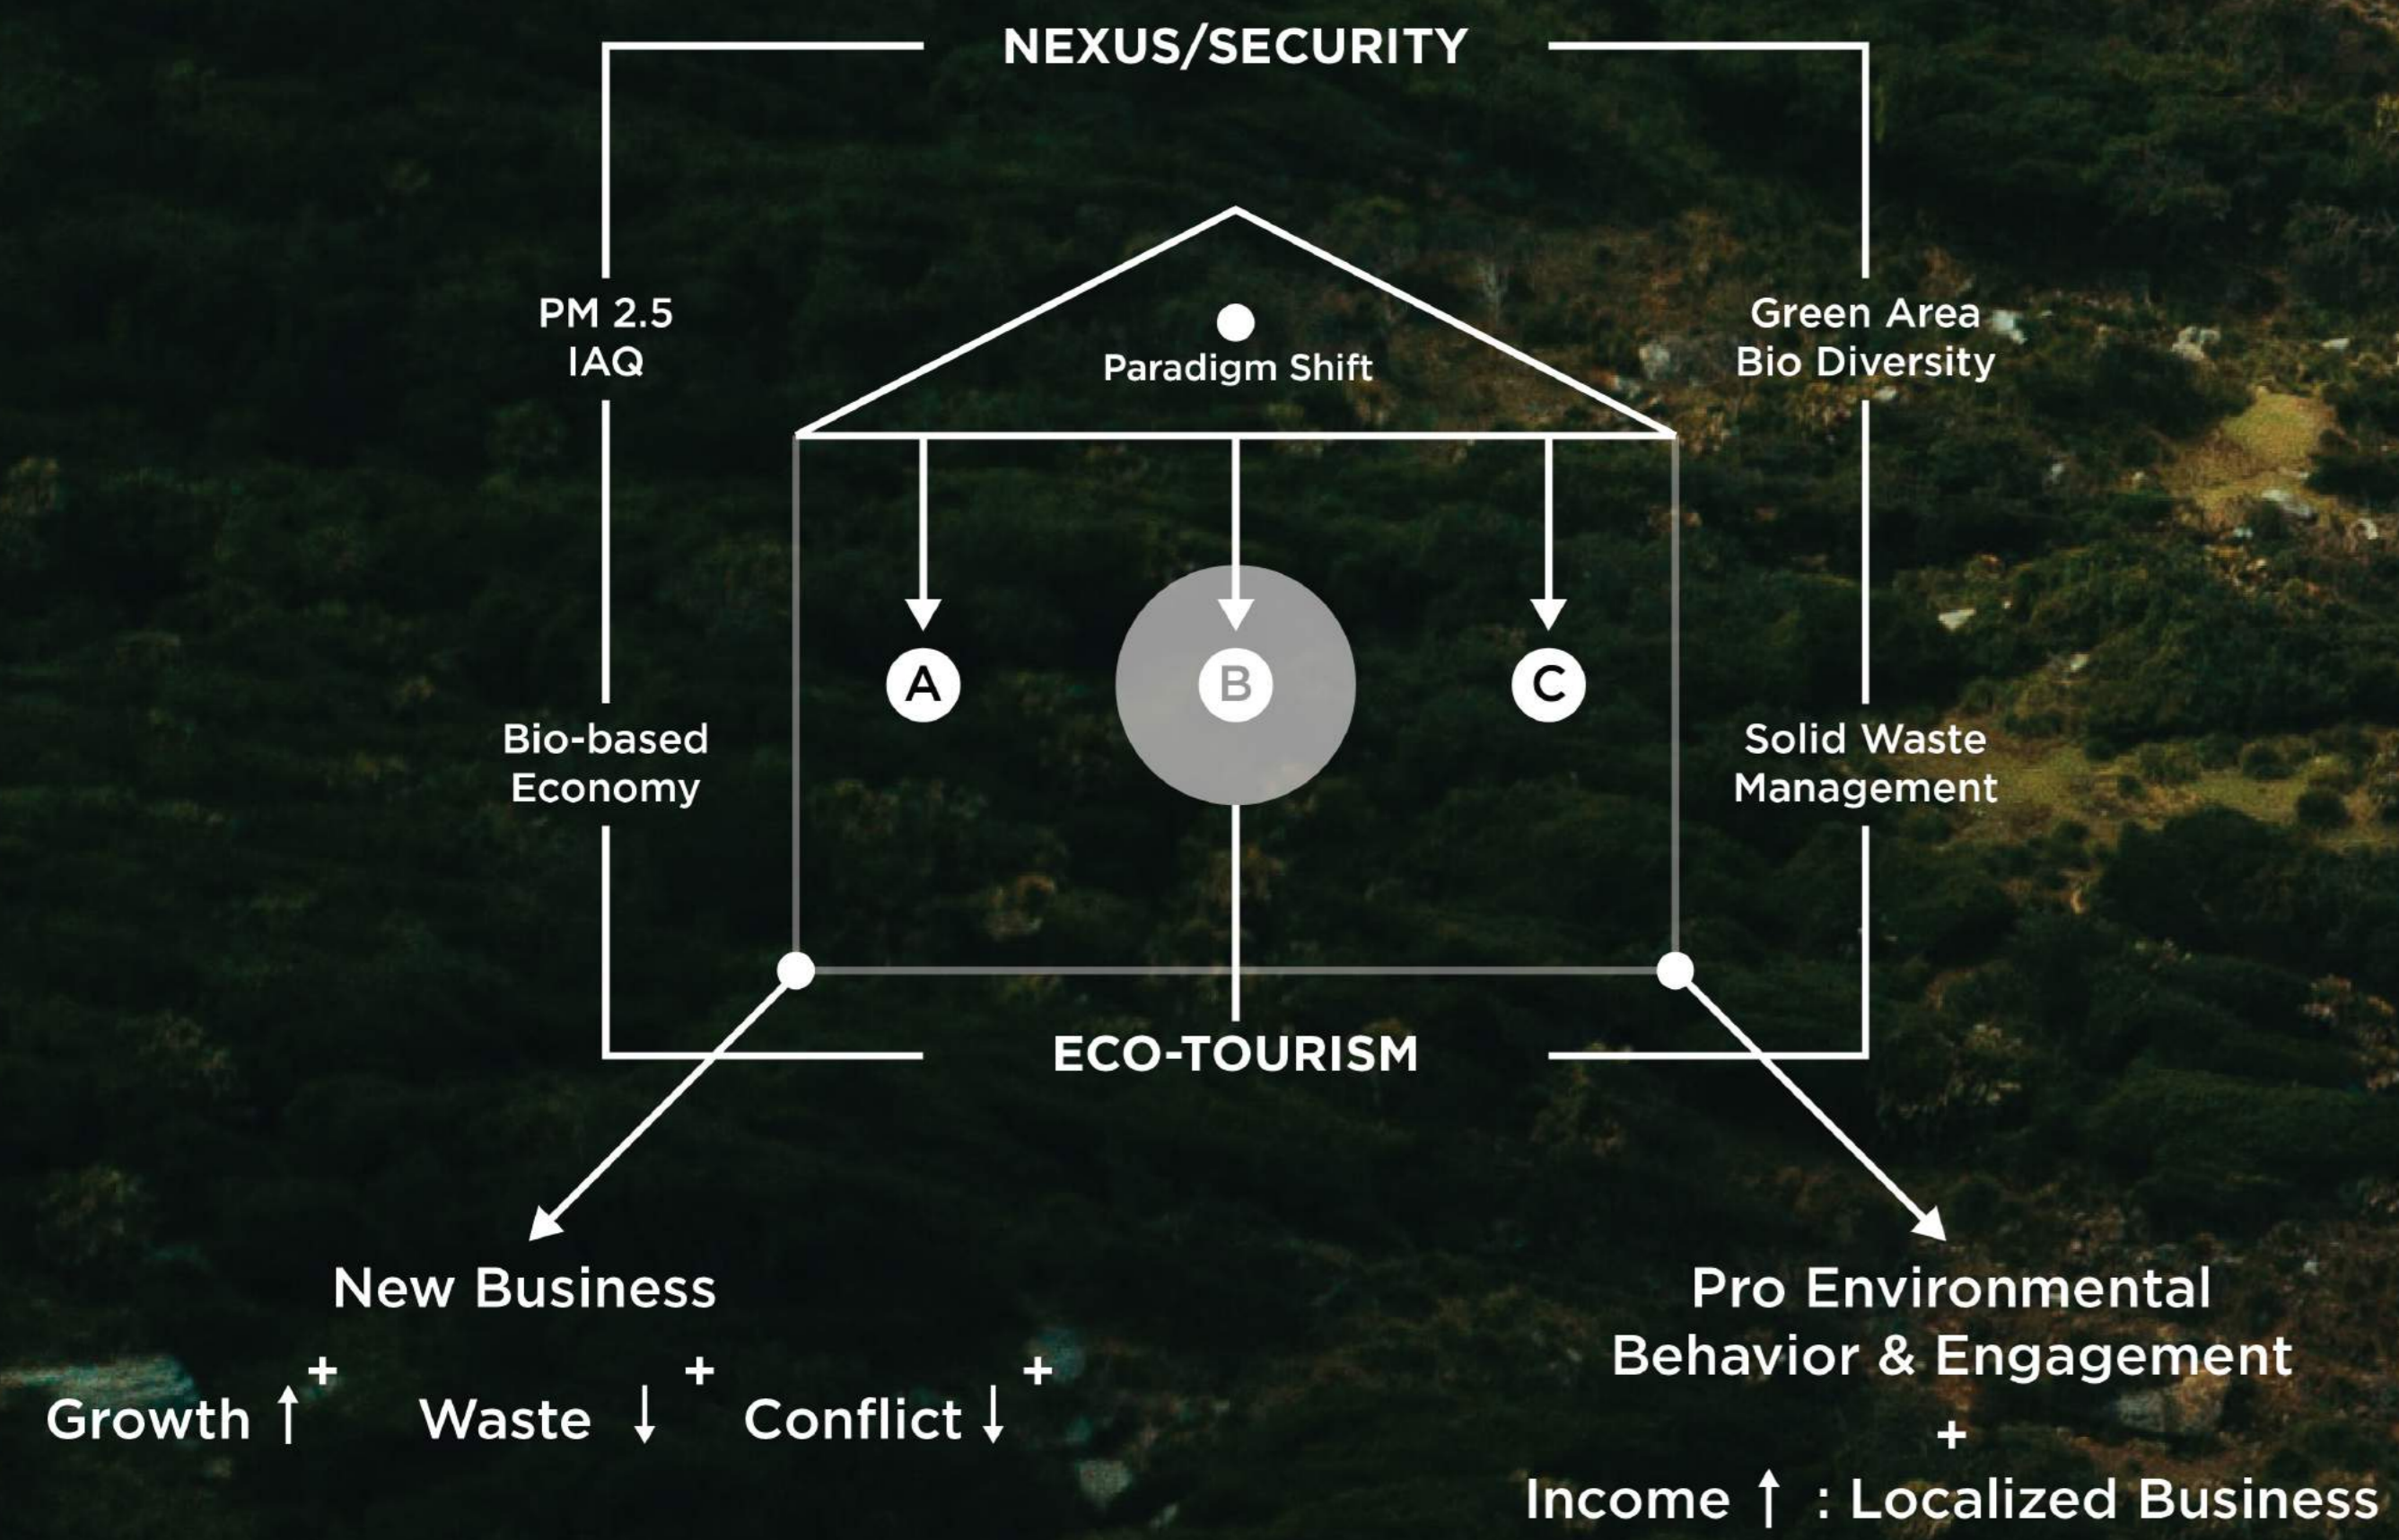 NEXUS/SECURITY
PM 2.5
IAQ
Paradigm Shift
Green Area
Bio Diversity
A
B
C
Bio-based
Economy
Solid Waste
Management
ECO-TOURISM
New Business
Growth ↑+ Waste ↓+ Conflict ↓+
Pro Environmental
Behavior & Engagement
+
Income ↑ : Localized Business